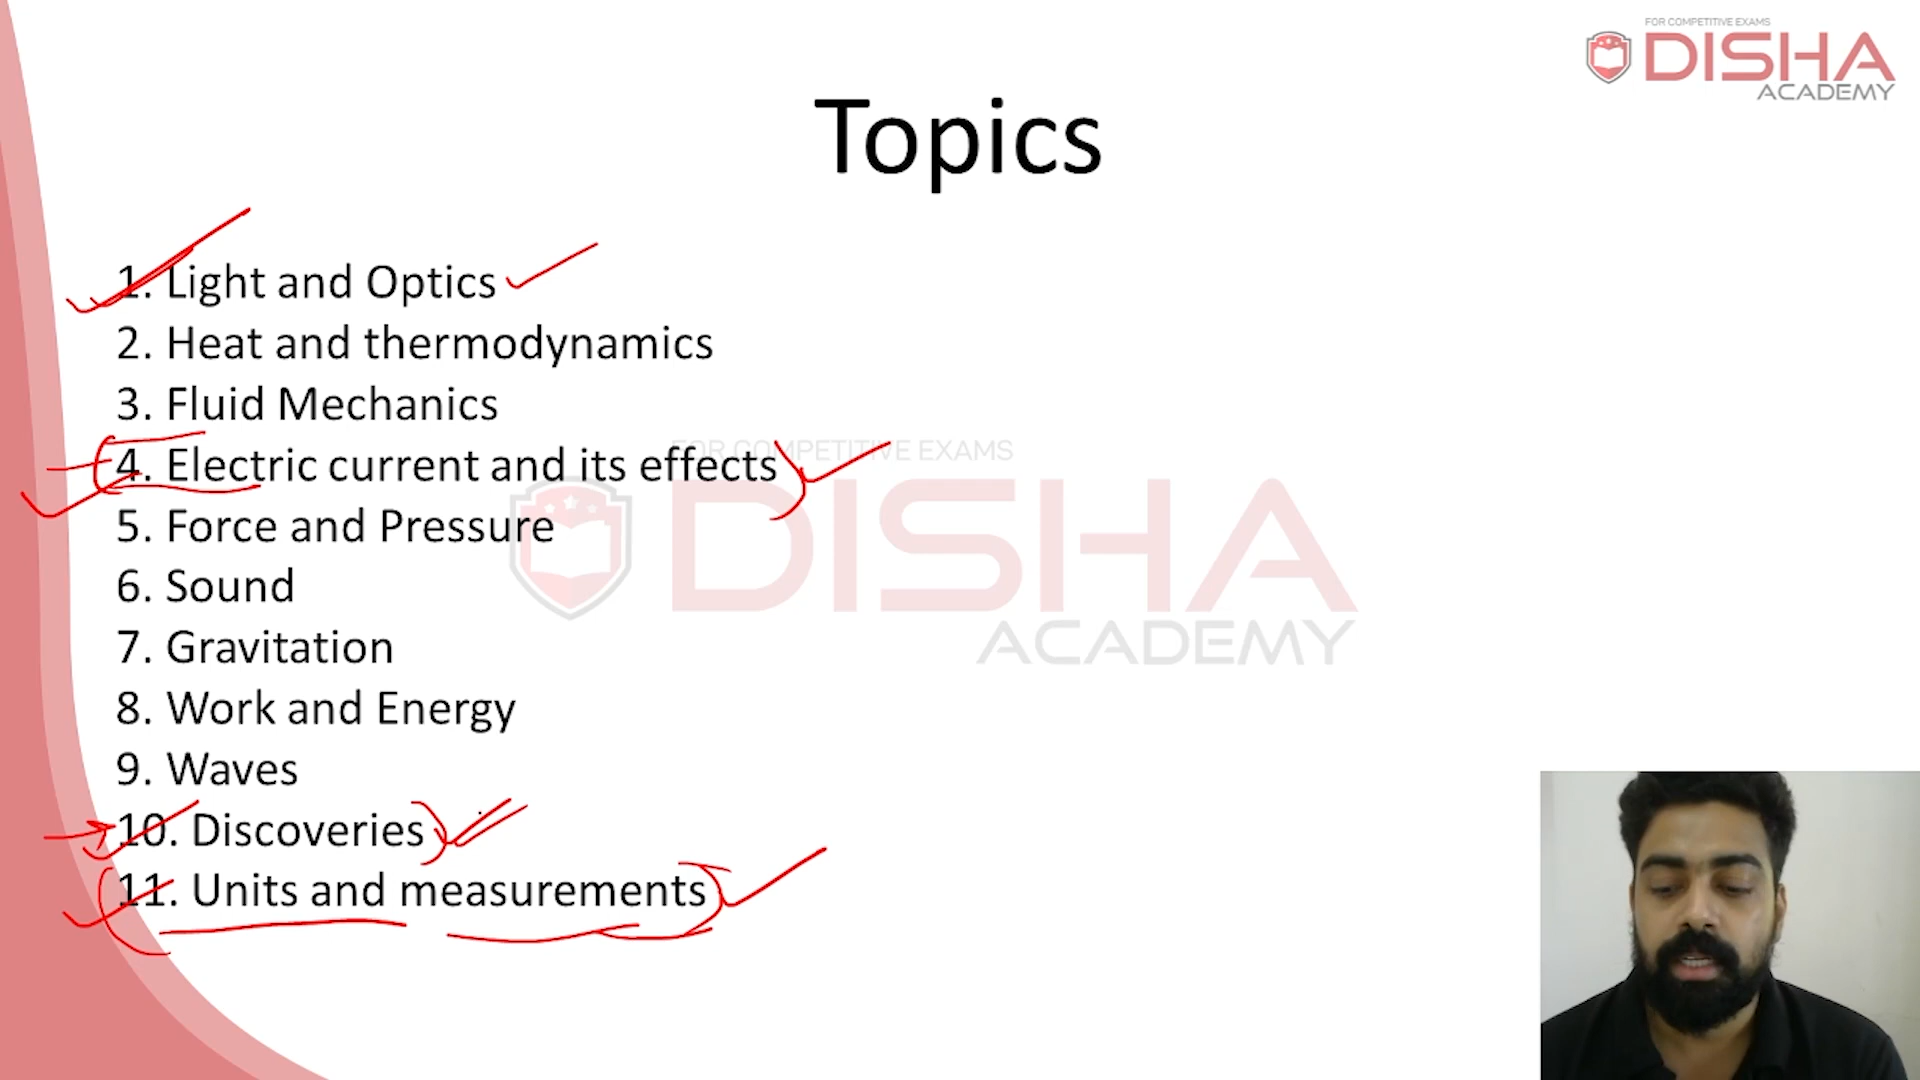 FOR COMPETITIVE EXAMS
DISHA
ACADEMY
Topics
1. Light and Optics
2. Heat and thermodynamics
3. Fluid Mechanics
4. Electric current and its effects
5. Force and Pressure
6. Sound
7. Gravitation
8. Work and Energy
9. Waves
10. Discoveries
11. Units and measurements
FOR COMPETITIVE EXAMS
DISHA
ACADEMY